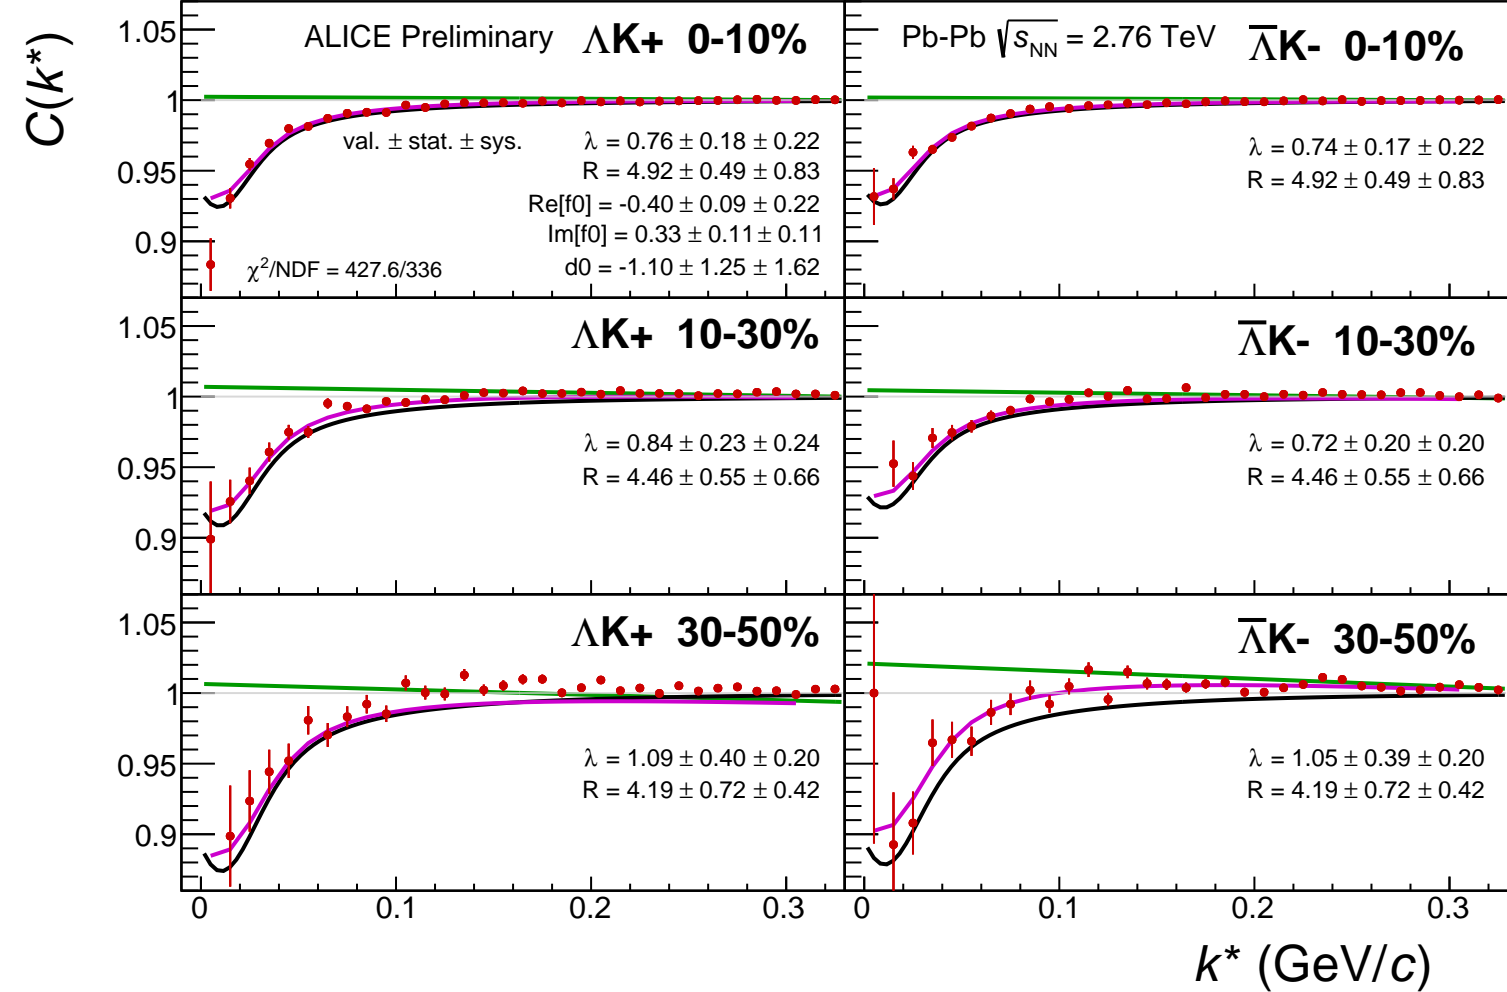 C(k*)
ALICE Preliminary ΛK+ 0-10%
1.05
1
0.95
0.9
val. ± stat. ± sys.
λ = 0.76 ± 0.18 ± 0.22
R = 4.92 ± 0.49 ± 0.83
Re[f0] = -0.40 ± 0.09 ± 0.22
Im[f0] = 0.33 ± 0.11 ± 0.11
d0 = -1.10 ± 1.25 ± 1.62
χ²/NDF = 427.6/336
Pb-Pb √s_NN = 2.76 TeV Λ̅K- 0-10%
λ = 0.74 ± 0.17 ± 0.22
R = 4.92 ± 0.49 ± 0.83
ΛK+ 10-30%
1.05
1
0.95
0.9
λ = 0.84 ± 0.23 ± 0.24
R = 4.46 ± 0.55 ± 0.66
Λ̅K- 10-30%
λ = 0.72 ± 0.20 ± 0.20
R = 4.46 ± 0.55 ± 0.66
ΛK+ 30-50%
1.05
1
0.95
0.9
λ = 1.09 ± 0.40 ± 0.20
R = 4.19 ± 0.72 ± 0.42
Λ̅K- 30-50%
λ = 1.05 ± 0.39 ± 0.20
R = 4.19 ± 0.72 ± 0.42
0 0.1 0.2 0.3 0 0.1 0.2 0.3
k* (GeV/c)